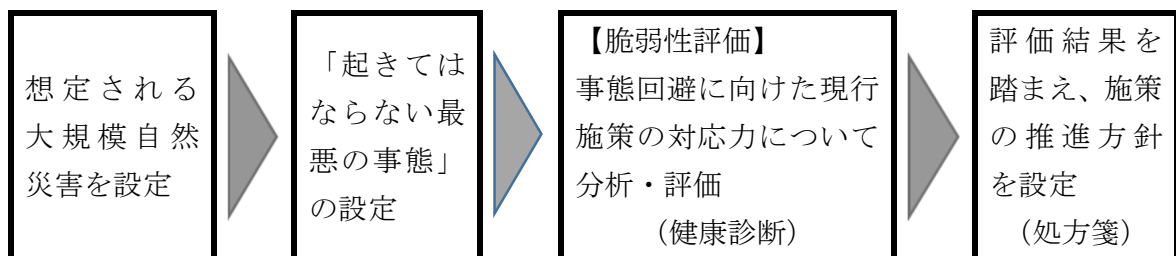 想定される
大規模自然
災害を設定
「起きては
ならない最
悪の事態」
の設定
【脆弱性評価】
事態回避に向けた現行
施策の対応力について
分析・評価
（健康診断）
評価結果を
踏まえ、施策
の推進方針
を設定
（処方箋）